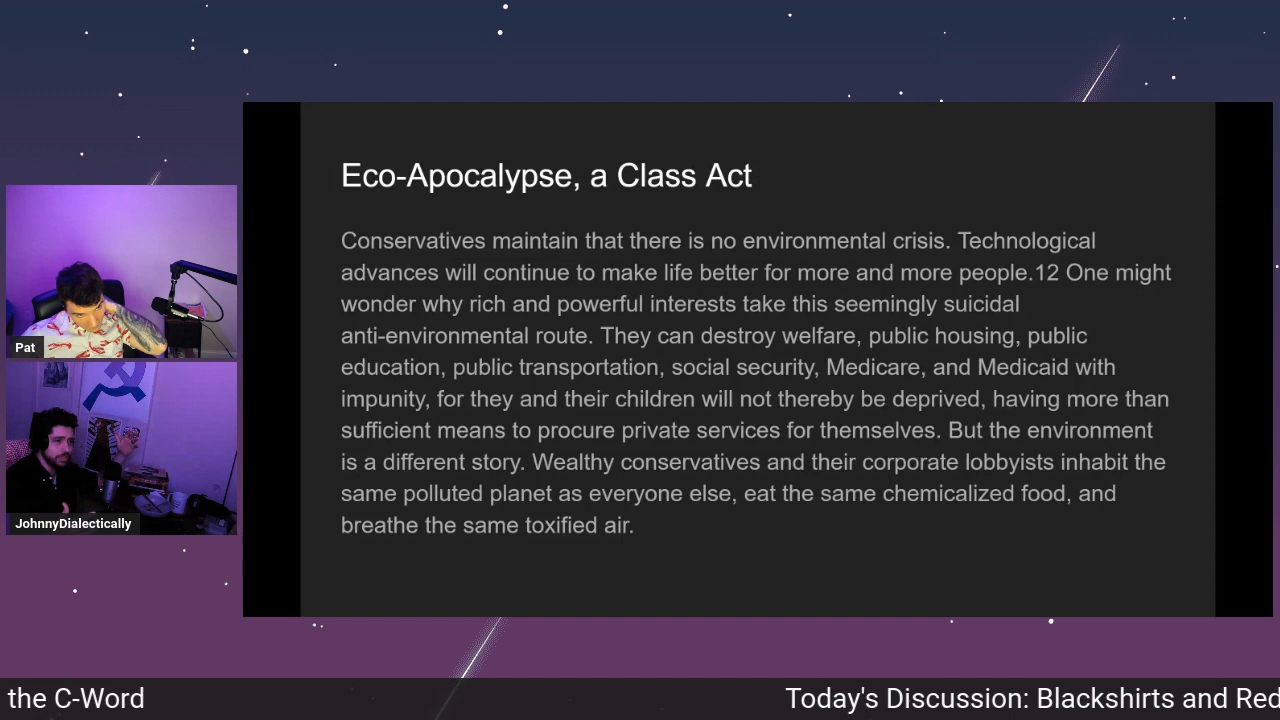 Eco-Apocalypse, a Class Act
Conservatives maintain that there is no environmental crisis. Technological
advances will continue to make life better for more and more people.12 One might
wonder why rich and powerful interests take this seemingly suicidal
anti-environmental route. They can destroy welfare, public housing, public
education, public transportation, social security, Medicare, and Medicaid with
impunity, for they and their children will not thereby be deprived, having more than
sufficient means to procure private services for themselves. But the environment
is a different story. Wealthy conservatives and their corporate lobbyists inhabit the
same polluted planet as everyone else, eat the same chemicalized food, and
breathe the same toxified air.
Pat
JohnnyDialectically
the C-Word
Today's Discussion: Blackshirts and Red